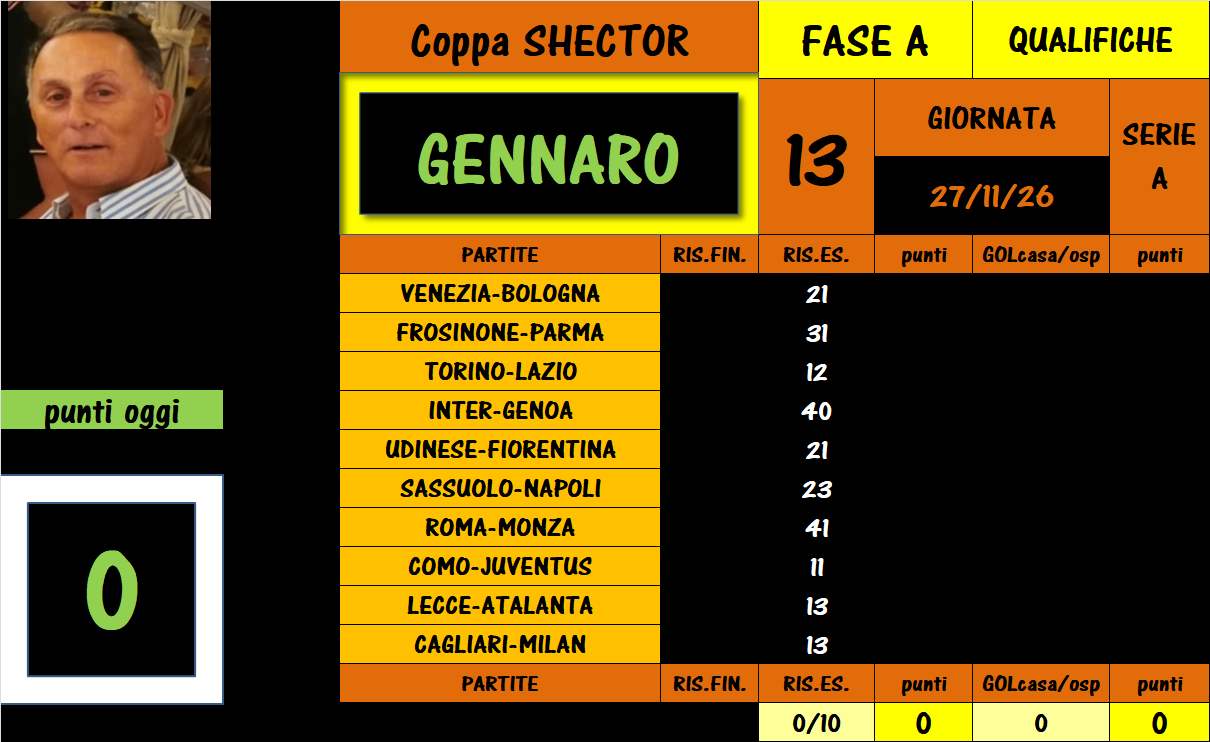 Coppa SHECTOR FASE A QUALIFICHE
GENNARO 13 GIORNATA SERIE
A
27/11/26
PARTITE RIS.FIN. RIS.ES. punti GOLcasa/osp punti
VENEZIA-BOLOGNA 21
FROSINONE-PARMA 31
TORINO-LAZIO 12
INTER-GENOA 40
UDINESE-FIORENTINA 21
SASSUOLO-NAPOLI 23
ROMA-MONZA 41
COMO-JUVENTUS 11
LECCE-ATALANTA 13
CAGLIARI-MILAN 13
PARTITE RIS.FIN. RIS.ES. punti GOLcasa/osp punti
0/10 0 0 0
punti oggi
0